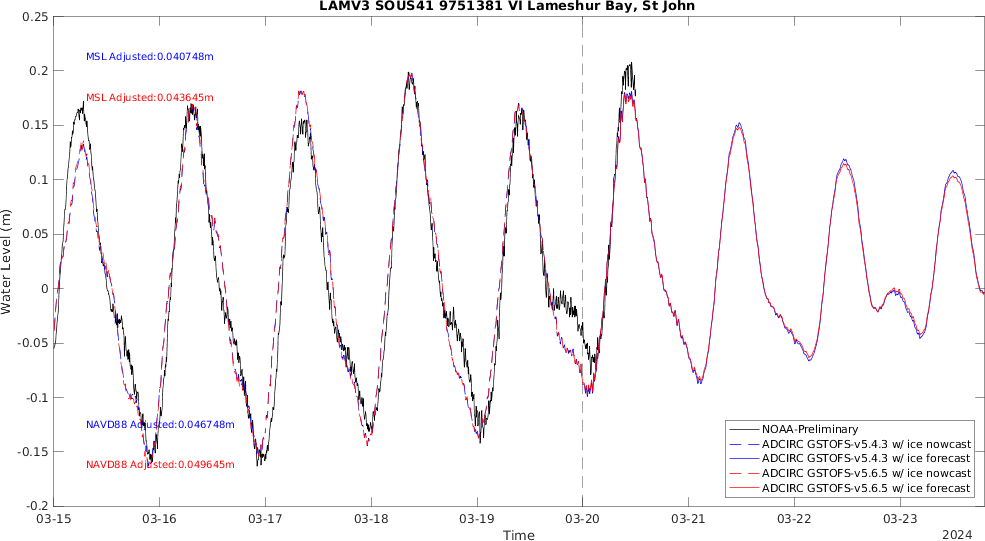 LAMV3 SOUS41 9751381 VI Lameshur Bay, St John
0.25
0.2
0.15
0.1
0.05
0
-0.05
-0.1
-0.15
-0.2
Water Level (m)
MSL Adjusted:0.040748m
MSL Adjusted:0.043645m
NAVD88 Adjusted:0.046748m
NAVD88 Adjusted:0.049645m
NOAA-Preliminary
ADCIRC GSTOFS-v5.4.3 w/ ice nowcast
ADCIRC GSTOFS-v5.4.3 w/ ice forecast
ADCIRC GSTOFS-v5.6.5 w/ ice nowcast
ADCIRC GSTOFS-v5.6.5 w/ ice forecast
03-15 03-16 03-17 03-18 03-19 03-20 03-21 03-22 03-23
Time
2024